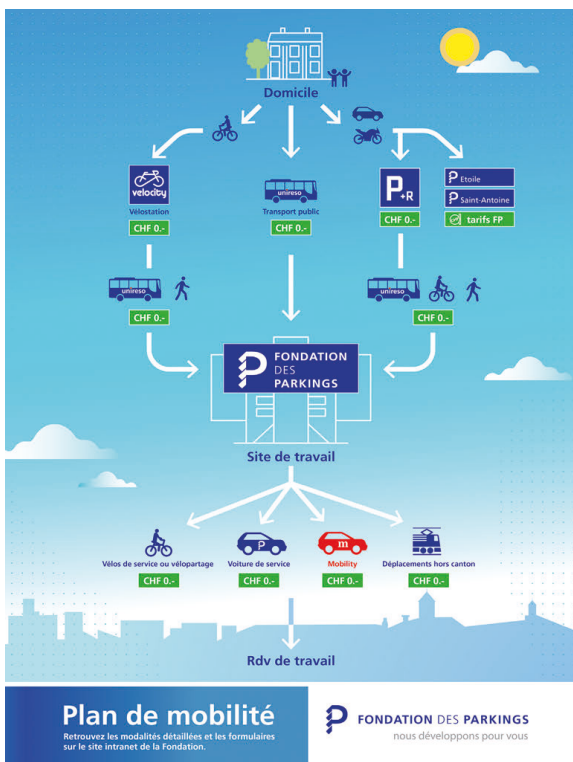 Domicile
velocity
Vélostation
CHF 0.-
unireso
Transport public
CHF 0.-
P+R
CHF 0.-
P Etoile
P Saint-Antoine
tarifs FP
unireso
CHF 0.-
unireso
CHF 0.-
P FONDATION
DES
PARKINGS
Site de travail
P
m
Vélos de service ou vélopartage
Voiture de service
Mobility
Déplacements hors canton
CHF 0.-
CHF 0.-
CHF 0.-
CHF 0.-
Rdv de travail
Plan de mobilité
Retrouvez les modalités détaillées et les formulaires
sur le site intranet de la Fondation.
P FONDATION DES PARKINGS
nous développons pour vous